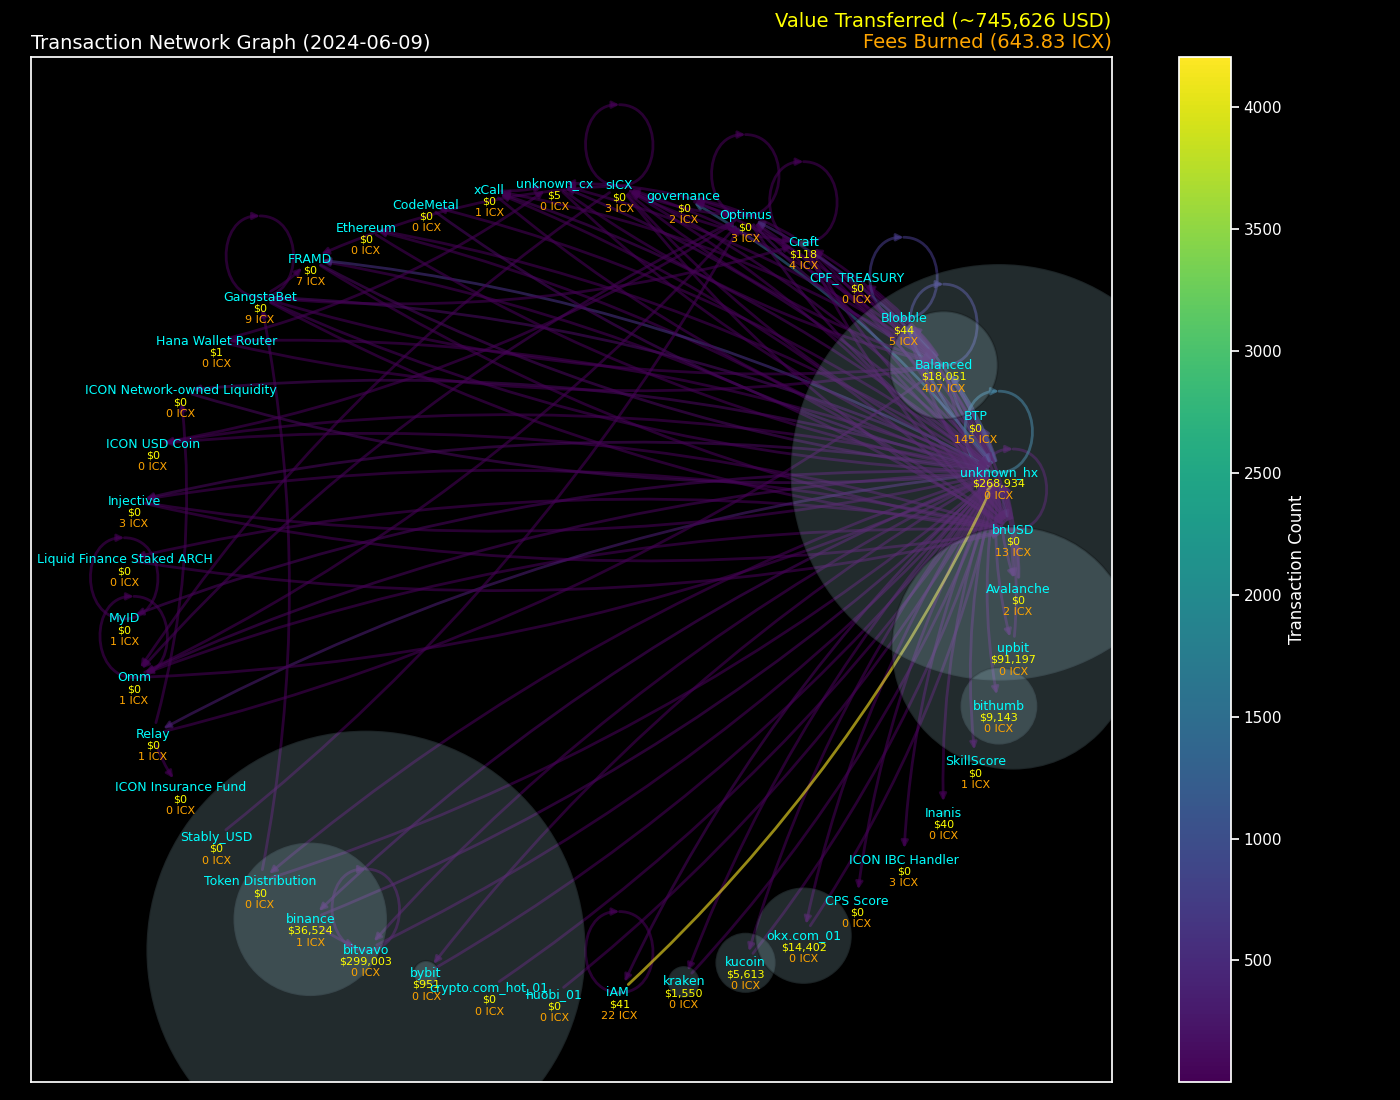 Value Transferred (~745,626 USD)
Transaction Network Graph (2024-06-09)
Fees Burned (643.83 ICX)
sICX
$0
3 ICX
unknown_cx
$5
0 ICX
xCall
$0
1 ICX
governance
$0
2 ICX
CodeMetal
$0
0 ICX
Optimus
$0
3 ICX
Ethereum
$0
0 ICX
Craft
$118
4 ICX
FRAMD
$0
7 ICX
CPF_TREASURY
$0
0 ICX
GangstaBet
$0
9 ICX
Blobble
$44
5 ICX
Hana Wallet Router
$1
0 ICX
Balanced
$18,051
407 ICX
ICON Network-owned Liquidity
$0
0 ICX
BTP
$0
145 ICX
ICON USD Coin
$0
0 ICX
unknown_hx
$268,934
0 ICX
Injective
$0
3 ICX
bnUSD
$0
13 ICX
Liquid Finance Staked ARCH
$0
0 ICX
Avalanche
$0
2 ICX
MyID
$0
1 ICX
upbit
$91,197
0 ICX
Omm
$0
1 ICX
bithumb
$9,143
0 ICX
Relay
$0
1 ICX
SkillScore
$0
1 ICX
ICON Insurance Fund
$0
0 ICX
Inanis
$40
0 ICX
Stably_USD
$0
0 ICX
ICON IBC Handler
$0
3 ICX
Token Distribution
$0
0 ICX
CPS Score
$0
0 ICX
binance
$36,524
1 ICX
okx.com_01
$14,402
0 ICX
bitvavo
$299,003
0 ICX
kucoin
$5,613
0 ICX
bybit
$951
0 ICX
kraken
$1,550
0 ICX
crypto.com_hot_01
$0
0 ICX
huobi_01
$0
0 ICX
iAM
$41
22 ICX
4000
3500
3000
2500
2000
1500
1000
500
Transaction Count